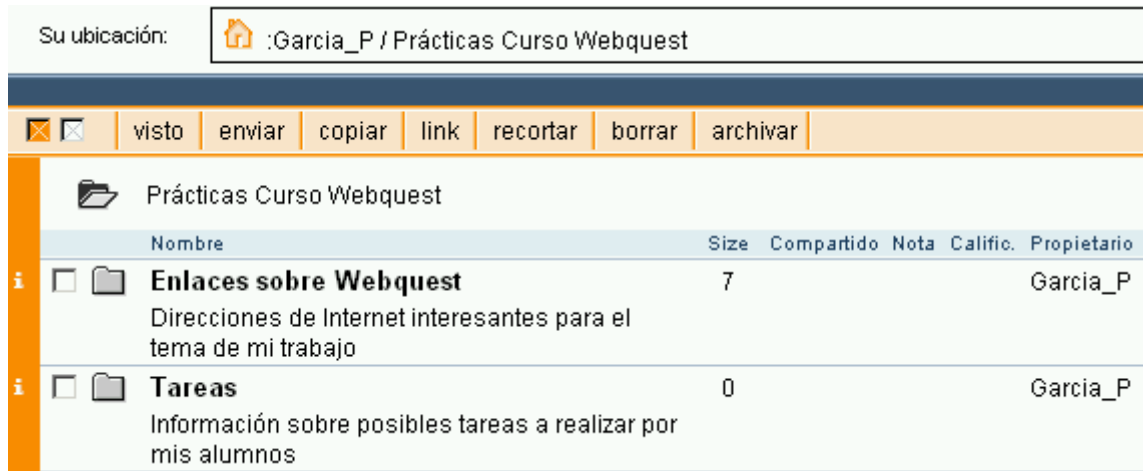 Su ubicación: :Garcia_P / Prácticas Curso Webquest
visto enviar copiar link recortar borrar archivar
Prácticas Curso Webquest
Nombre Size Compartido Nota Calific. Propietario
i Enlaces sobre Webquest 7 Garcia_P
Direcciones de Internet interesantes para el
tema de mi trabajo
i Tareas 0 Garcia_P
Información sobre posibles tareas a realizar por
mis alumnos